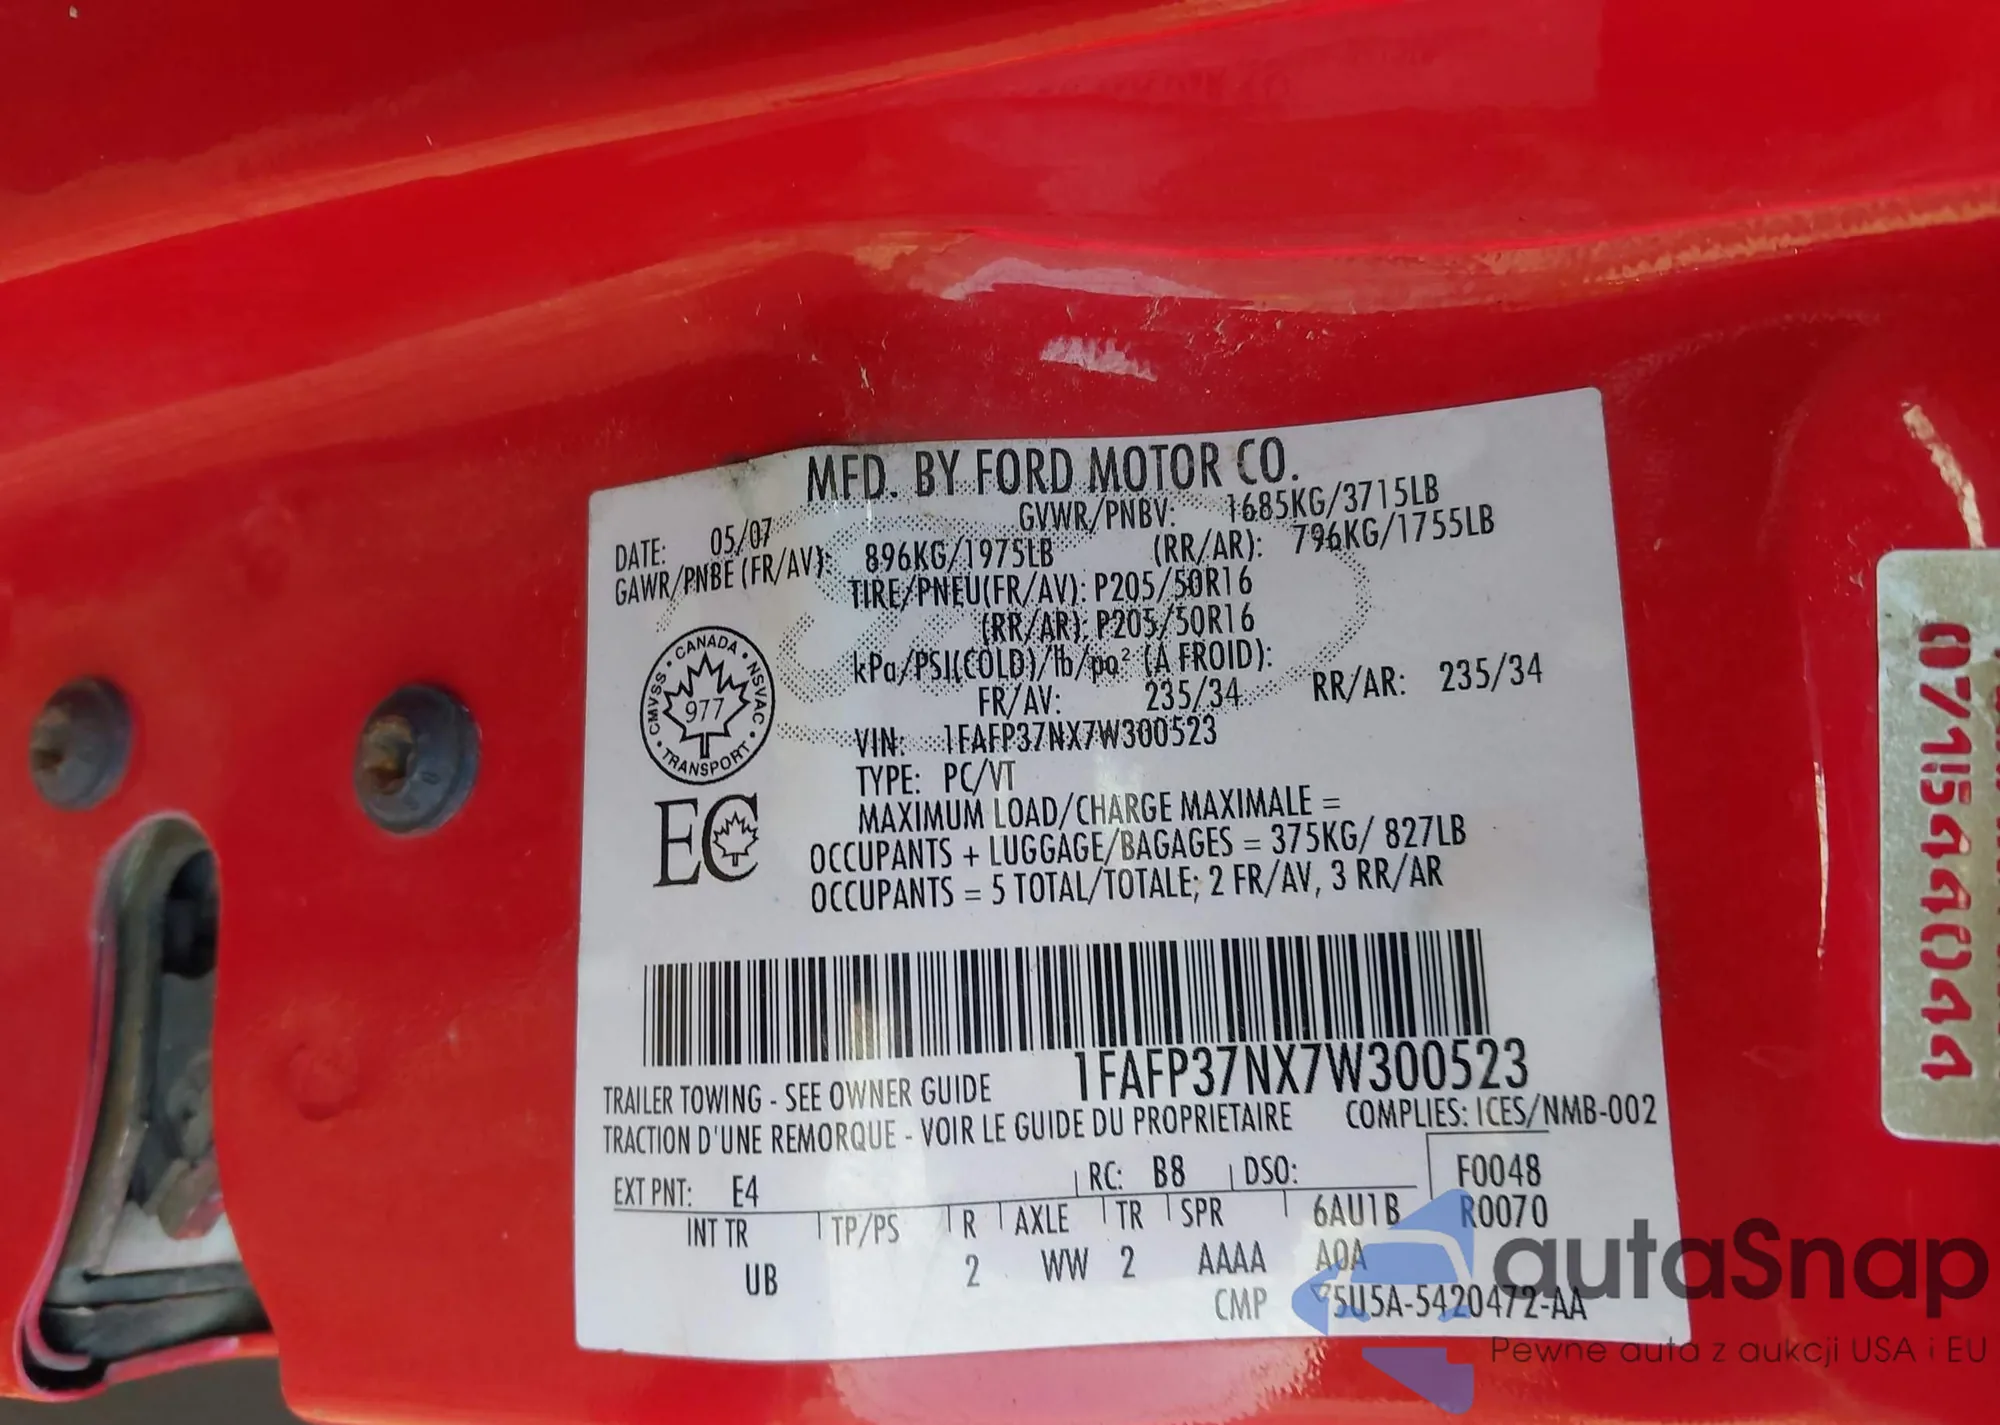 MFD. BY FORD MOTOR CO.
DATE: 05/07 GVWR/PNBV: 1685KG/3715LB
GAWR/PNBE (FR/AV): 896KG/1975LB (RR/AR): 796KG/1755LB
TIRE/PNEU(FR/AV): P205/50R16
(RR/AR): P205/50R16
kPa/PSI(COLD)/lb/po² (A FROID):
FR/AV: 235/34 RR/AR: 235/34
VIN: 1FAFP37NX7W300523
TYPE: PC/VT
MAXIMUM LOAD/CHARGE MAXIMALE =
OCCUPANTS + LUGGAGE/BAGAGES = 375KG/ 827LB
OCCUPANTS = 5 TOTAL/TOTALE; 2 FR/AV, 3 RR/AR
CANADA • NSVAC • TRANSPORT • CMVSS •
977
EC
1FAFP37NX7W300523
TRAILER TOWING - SEE OWNER GUIDE
TRACTION D'UNE REMORQUE - VOIR LE GUIDE DU PROPRIETAIRE
COMPLIES: ICES/NMB-002
EXT PNT: E4 RC: B8 DSO: F0048
INT TR TP/PS R AXLE TR SPR 6AU1B R0070
UB 2 WW 2 AAAA A0A
CMP 5U5A-5420472-AA
autaSnap
Pewne auta z aukcji USA i EU